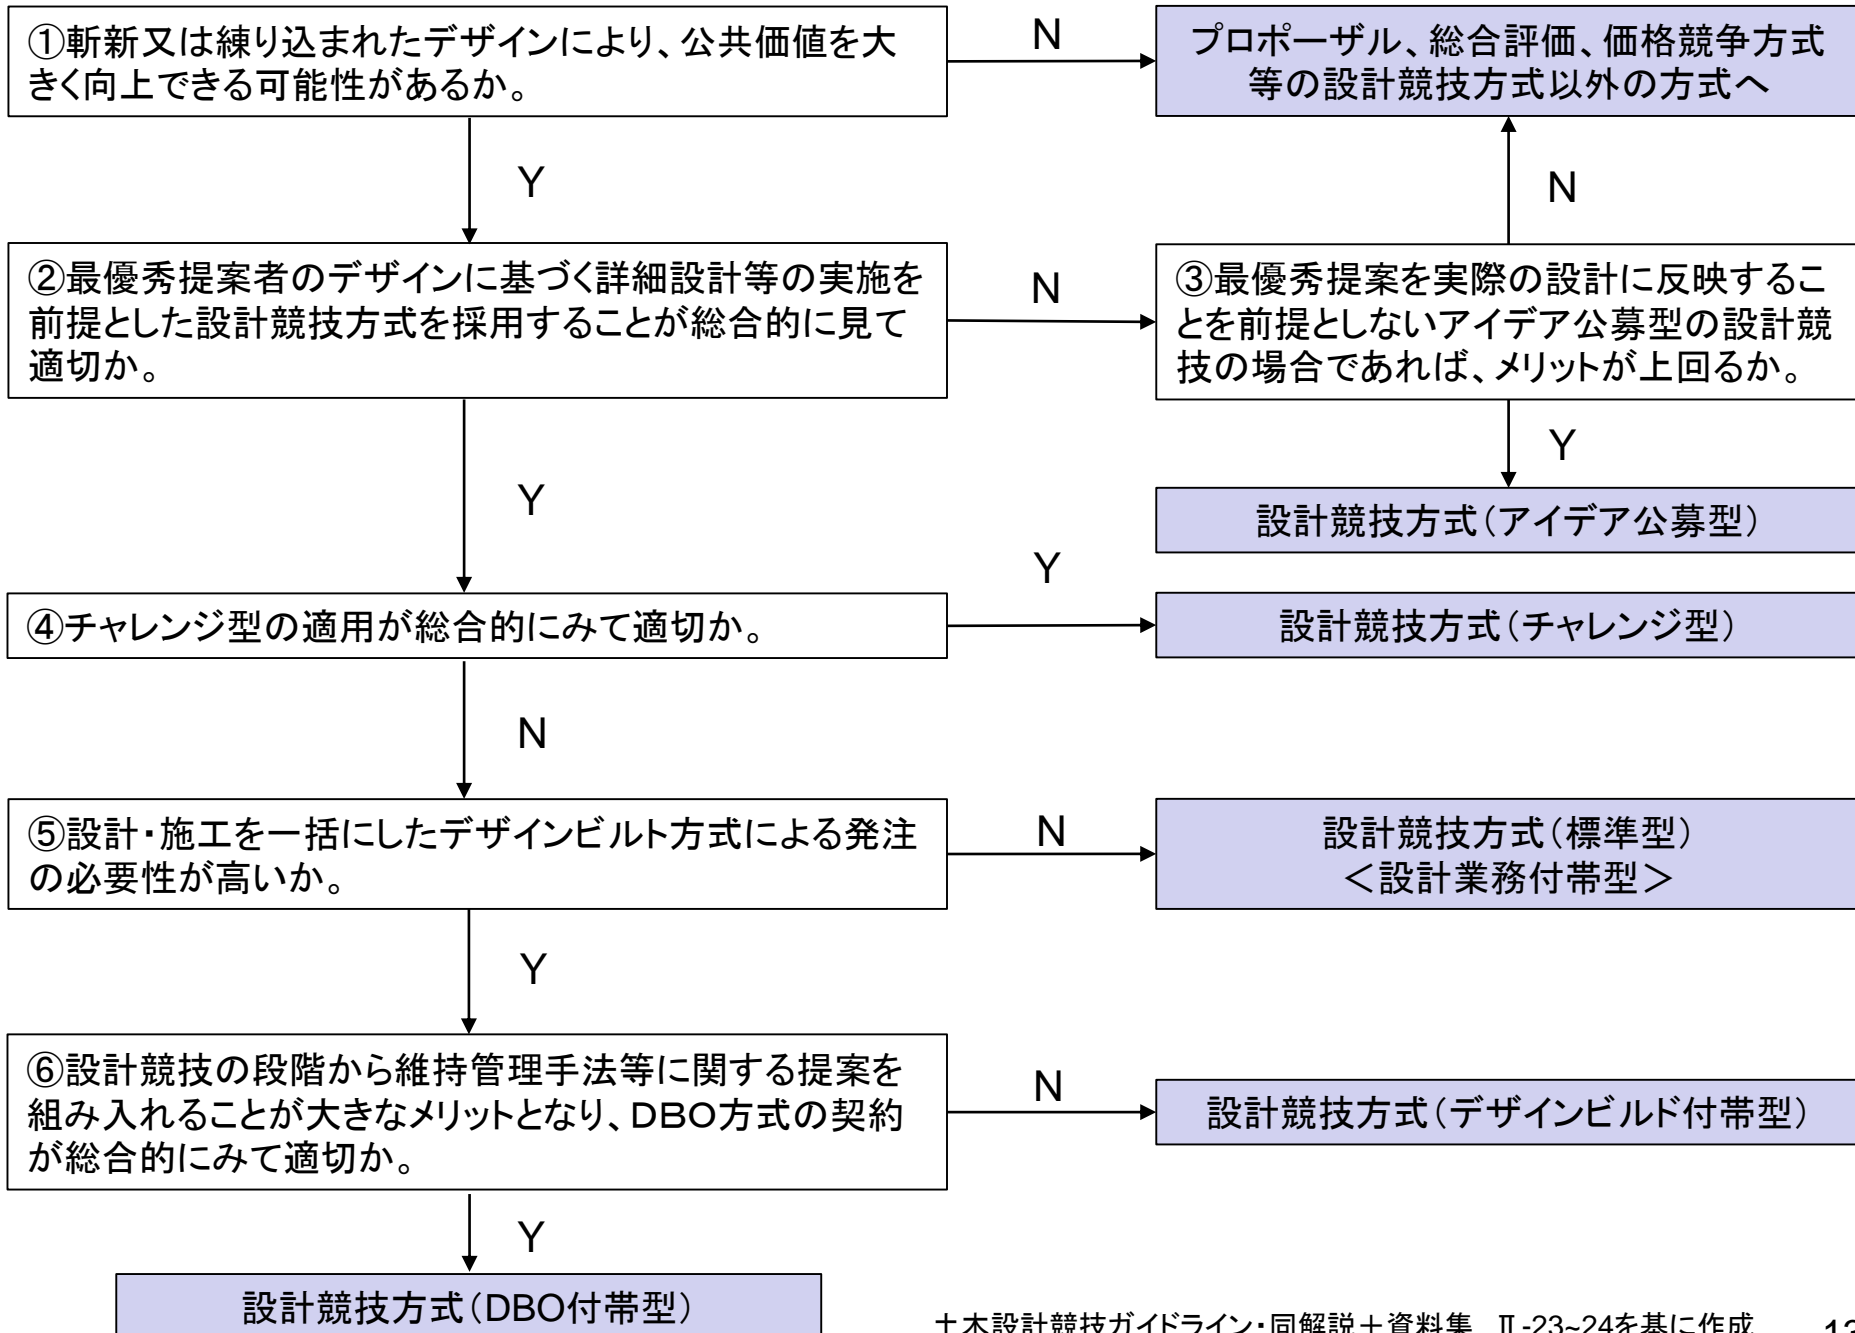 ①斬新又は練り込まれたデザインにより、公共価値を大
きく向上できる可能性があるか。
N
プロポーザル、総合評価、価格競争方式
等の設計競技方式以外の方式へ
Y
N
②最優秀提案者のデザインに基づく詳細設計等の実施を
前提とした設計競技方式を採用することが総合的に見て
適切か。
N
③最優秀提案を実際の設計に反映するこ
とを前提としないアイデア公募型の設計競
技の場合であれば、メリットが上回るか。
Y
Y
設計競技方式（アイデア公募型）
④チャレンジ型の適用が総合的にみて適切か。
Y
設計競技方式（チャレンジ型）
N
⑤設計・施工を一括にしたデザインビルト方式による発注
の必要性が高いか。
N
設計競技方式（標準型）
＜設計業務付帯型＞
Y
⑥設計競技の段階から維持管理手法等に関する提案を
組み入れることが大きなメリットとなり、ＤＢＯ方式の契約
が総合的にみて適切か。
N
設計競技方式（デザインビルド付帯型）
Y
設計競技方式（DBO付帯型）
土木設計競技ガイドライン・同解説＋資料集 Ⅱ-23~24を基に作成